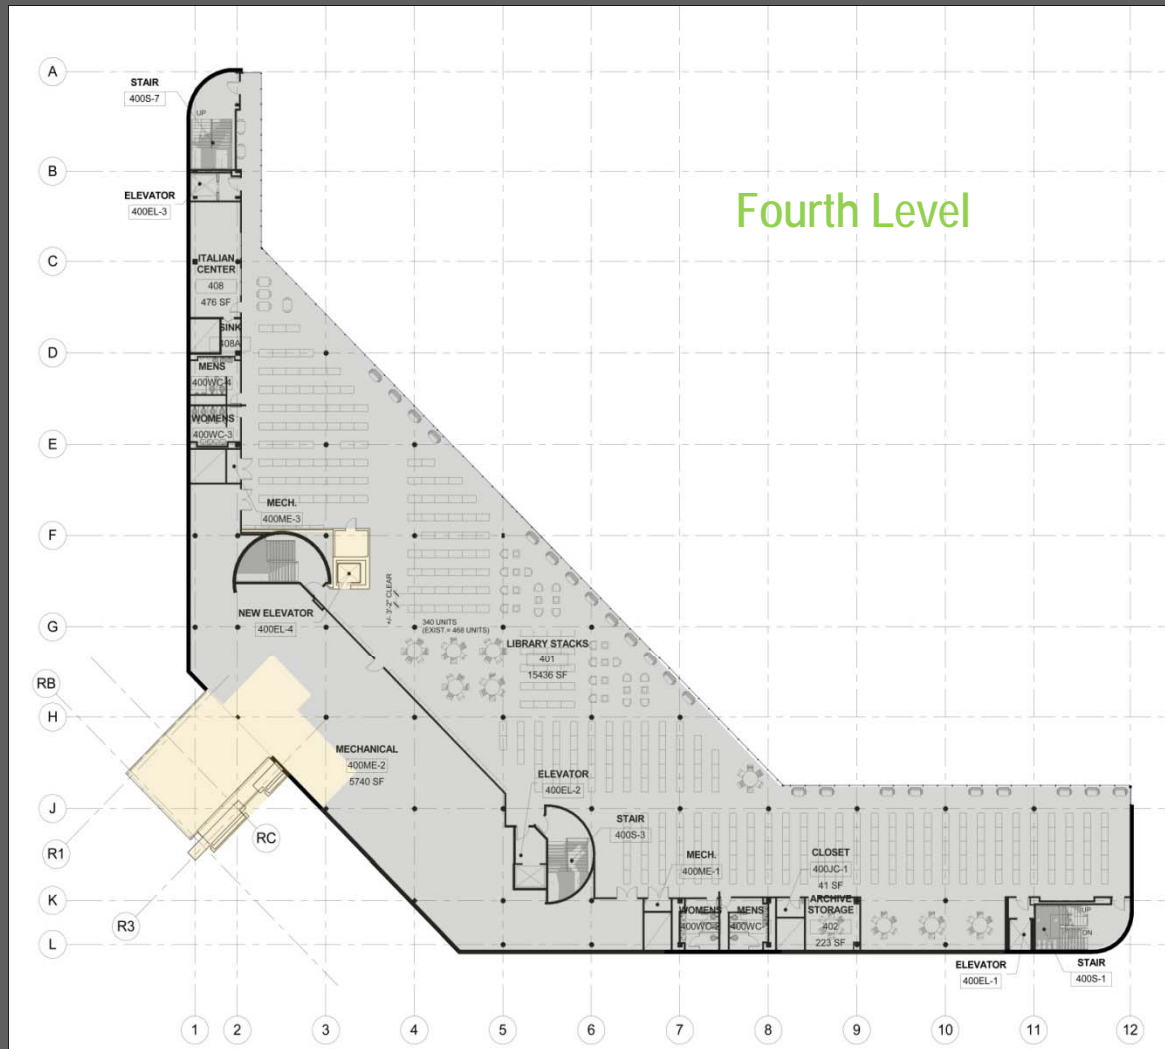 A
STAIR
400S-7
UP
B
ELEVATOR
400EL-3
Fourth Level
C
ITALIAN
CENTER
408
476 SF
SINK
408A
D
MENS
400WC-4
WOMENS
400WC-3
E
MECH.
400ME-3
F
+/- 3'-2" CLEAR
NEW ELEVATOR
400EL-4
G
340 UNITS
(EXIST.= 468 UNITS)
LIBRARY STACKS
401
15436 SF
RB
H
MECHANICAL
400ME-2
5740 SF
ELEVATOR
400EL-2
J
STAIR
400S-3
RC
R1
MECH.
400ME-1
CLOSET
400JC-1
41 SF
K
WOMENS
400WC-2
MENS
400WC-
ARCHIVE
STORAGE
402
223 SF
UP
DN
R3
L
ELEVATOR
400EL-1
STAIR
400S-1
1 2 3 4 5 6 7 8 9 10 11 12